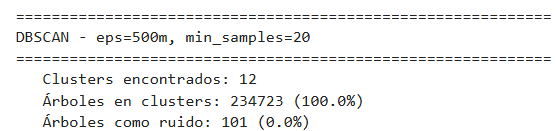 ============================================================
DBSCAN - eps=500m, min_samples=20
============================================================
Clusters encontrados: 12
Árboles en clusters: 234723 (100.0%)
Árboles como ruido: 101 (0.0%)